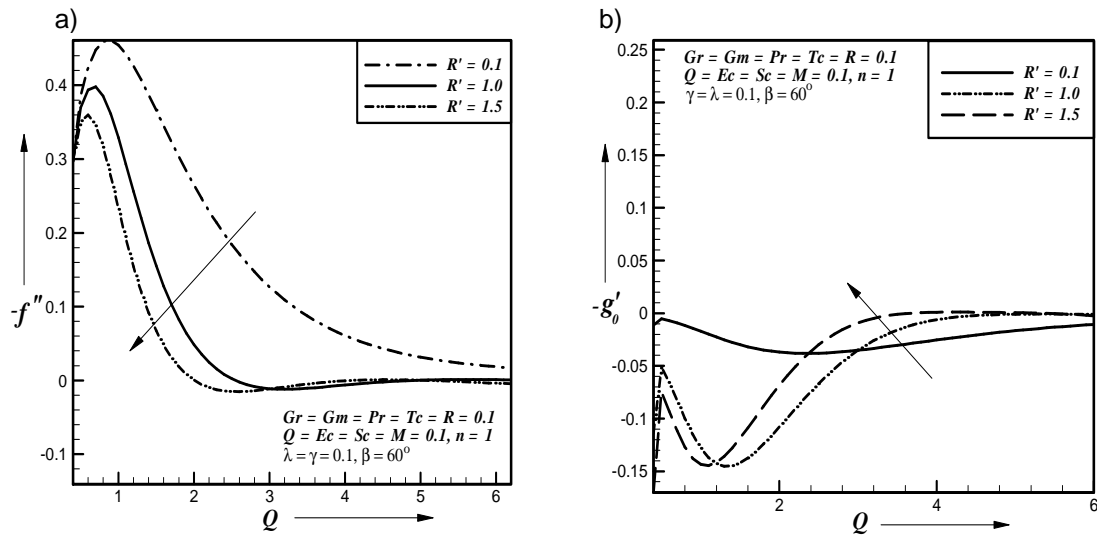 a)
R' = 0.1
R' = 1.0
R' = 1.5
0.4
0.3
0.2
0.1
0
-0.1
-f"
Gr = Gm = Pr = Tc = R = 0.1
Q = Ec = Sc = M = 0.1, n = 1
λ = γ = 0.1, β = 60°
1 2 3 4 5 6
Q
b)
Gr = Gm = Pr = Tc = R = 0.1
Q = Ec = Sc = M = 0.1, n = 1
γ = λ = 0.1, β = 60°
R' = 0.1
R' = 1.0
R' = 1.5
0.25
0.2
0.15
0.1
0.05
0
-0.05
-0.1
-0.15
-g'₀
2 4 6
Q